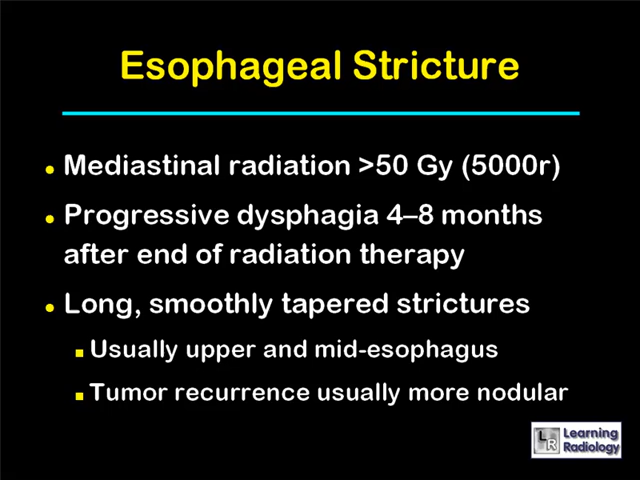 Esophageal Stricture
Mediastinal radiation >50 Gy (5000r)
Progressive dysphagia 4–8 months
after end of radiation therapy
Long, smoothly tapered strictures
Usually upper and mid-esophagus
Tumor recurrence usually more nodular
LR Learning
Radiology